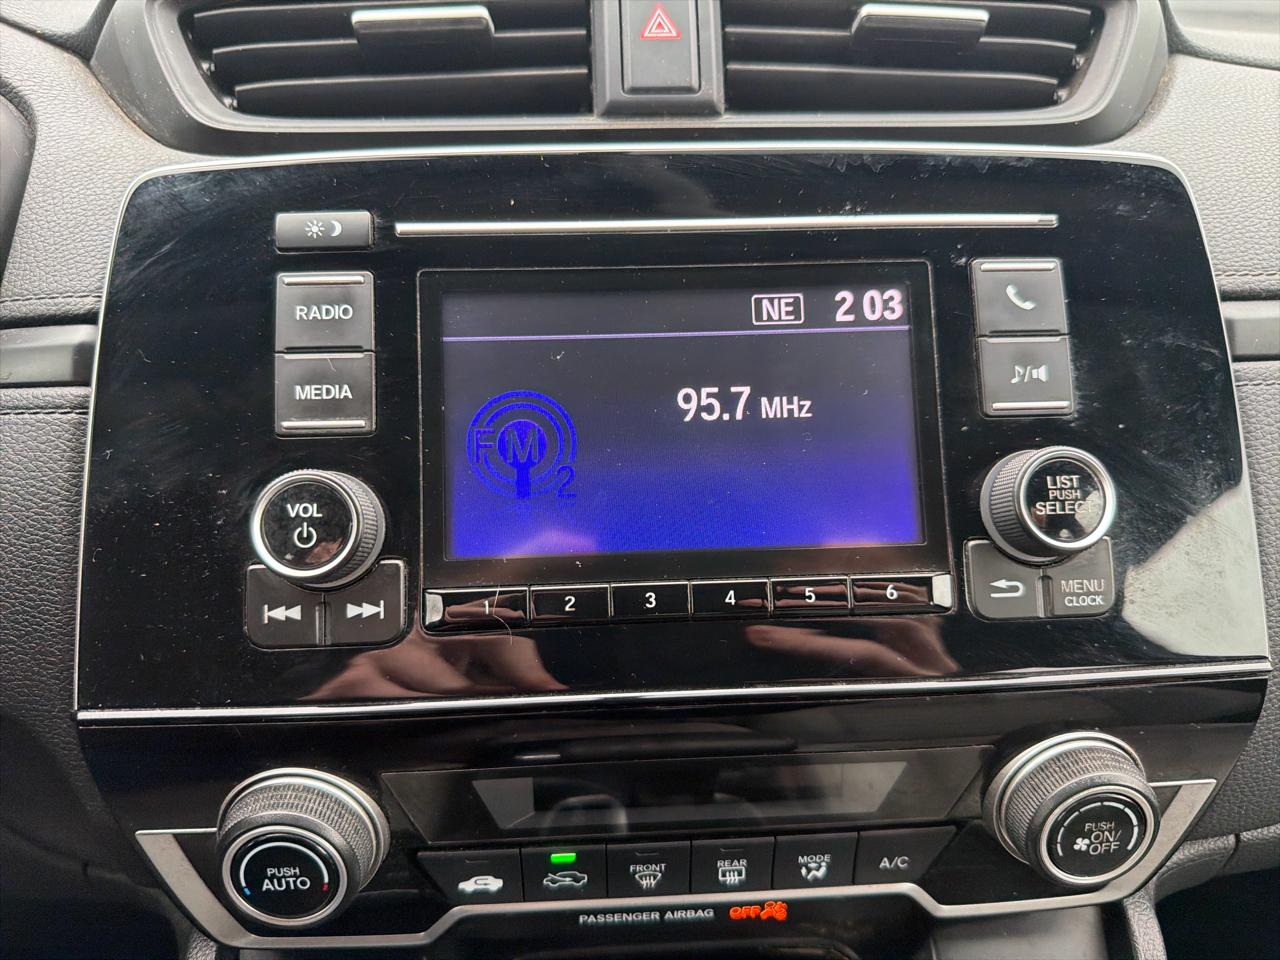 RADIO
MEDIA
NE 2 03
95.7 MHz
FM
2
VOL
LIST
PUSH
SELECT
1 2 3 4 5 6
MENU
CLOCK
PUSH
AUTO
FRONT
REAR
MODE
A/C
PUSH
ON/
OFF
PASSENGER AIRBAG OFF